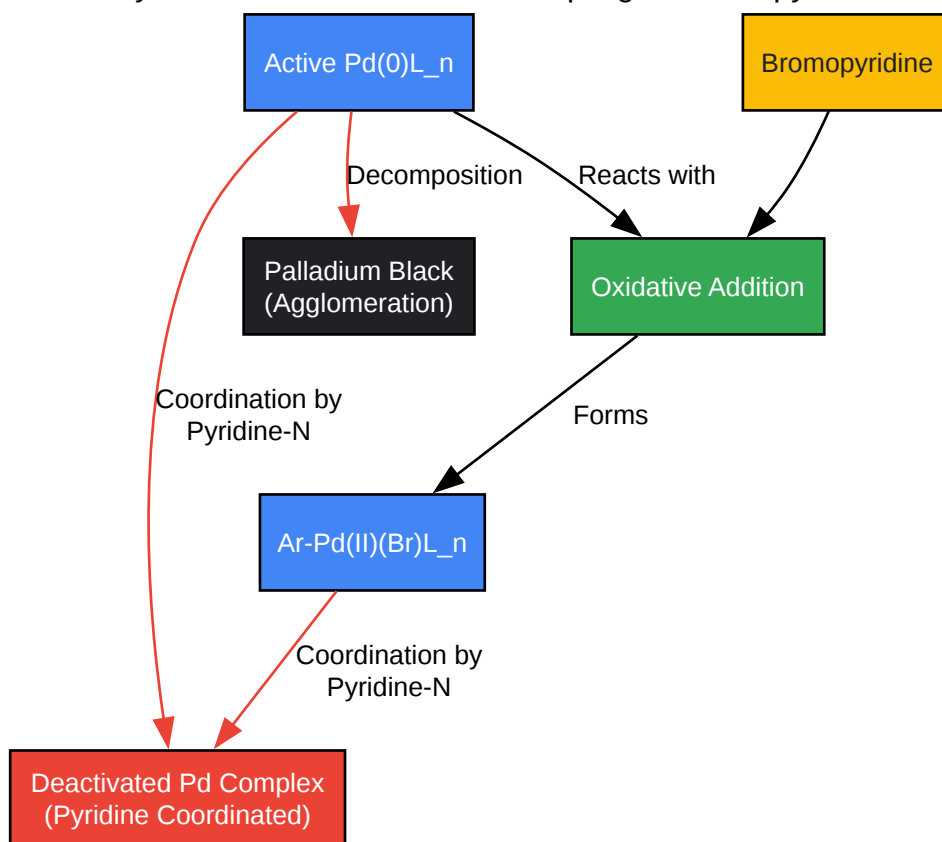 Active Pd(0)L_n
Bromopyridine
Decomposition
Reacts with
Palladium Black
(Agglomeration)
Oxidative Addition
Coordination by
Pyridine-N
Forms
Ar-Pd(II)(Br)L_n
Coordination by
Pyridine-N
Deactivated Pd Complex
(Pyridine Coordinated)